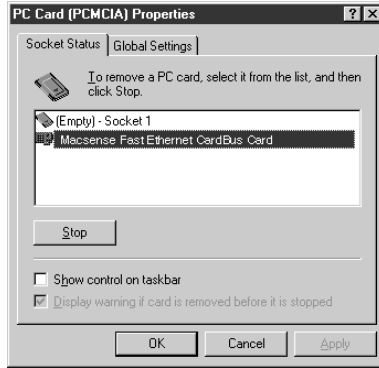 PC Card (PCMCIA) Properties
Socket Status
Global Settings
To remove a PC card, select it from the list, and then
click Stop.
(Empty) - Socket 1
Macsense Fast Ethernet CardBus Card
Stop
Show control on taskbar
Display warning if card is removed before it is stopped
OK
Cancel
Apply